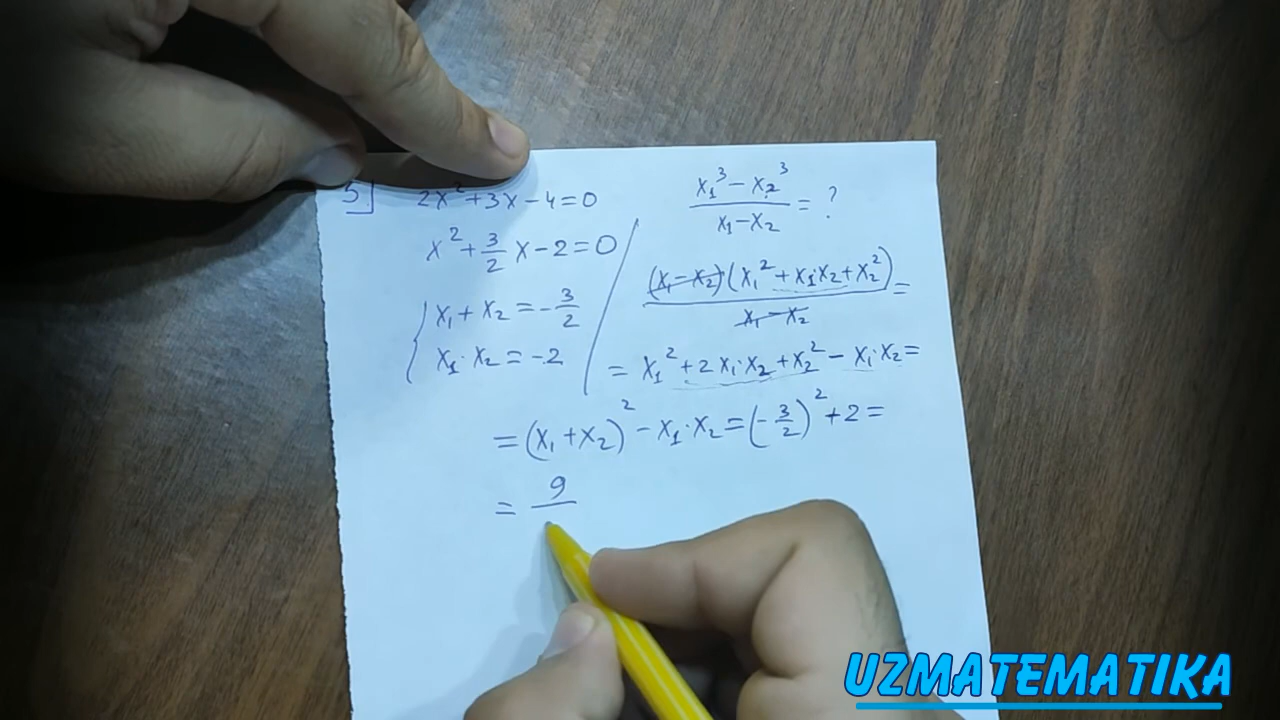 5] 2x²+3x-4=0
x²+3/2 x-2=0
x₁+x₂=-3/2
x₁·x₂=-2
(x₁³-x₂³)/(x₁-x₂)=?
(x₁-x₂)(x₁²+x₁x₂+x₂²)/(x₁-x₂)=
=x₁²+2x₁·x₂+x₂²-x₁·x₂=
=(x₁+x₂)²-x₁·x₂=(-3/2)²+2=
=9/
UZMATEMATIKA